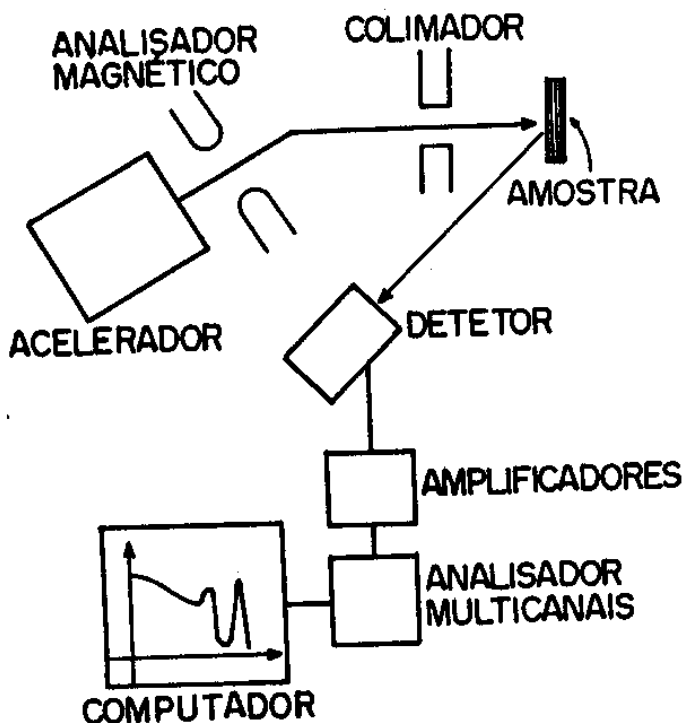 ANALISADOR
MAGNÉTICO
COLIMADOR
AMOSTRA
ACELERADOR
DETETOR
AMPLIFICADORES
ANALISADOR
MULTICANAIS
COMPUTADOR